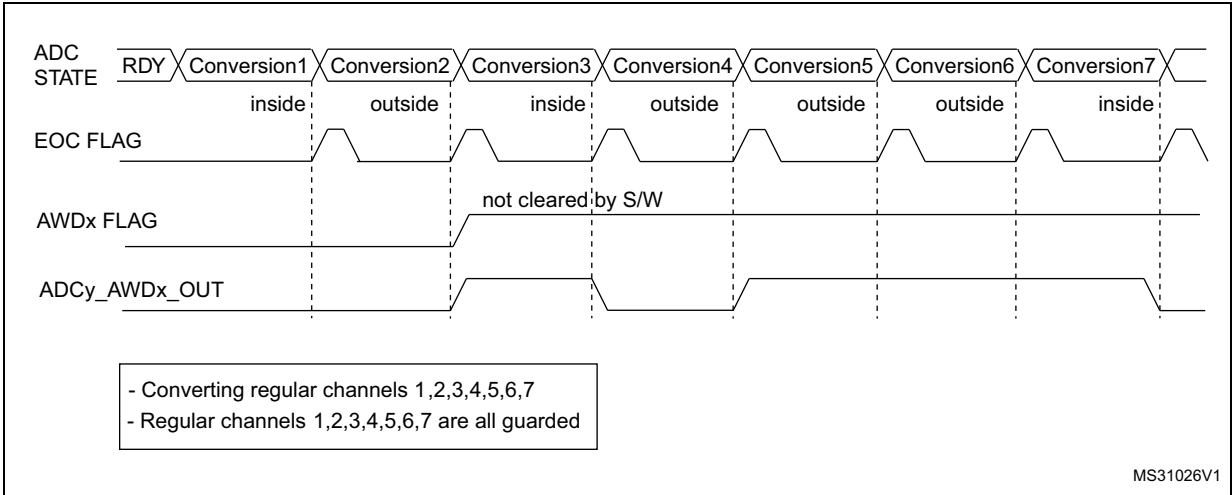 ADC
STATE
RDY Conversion1 Conversion2 Conversion3 Conversion4 Conversion5 Conversion6 Conversion7
inside outside inside outside outside outside inside
EOC FLAG
not cleared by S/W
AWDx FLAG
ADCy_AWDx_OUT
- Converting regular channels 1,2,3,4,5,6,7
- Regular channels 1,2,3,4,5,6,7 are all guarded
MS31026V1